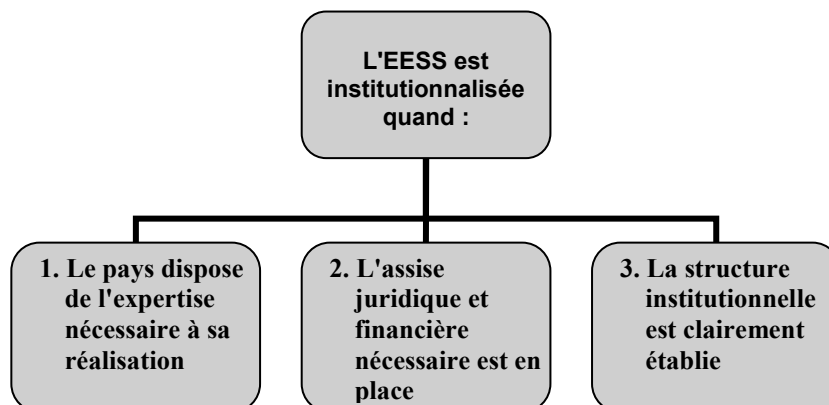 L'EESS est
institutionnalisée
quand :
1. Le pays dispose
de l'expertise
nécessaire à sa
réalisation
2. L'assise
juridique et
financière
nécessaire est en
place
3. La structure
institutionnelle
est clairement
établie